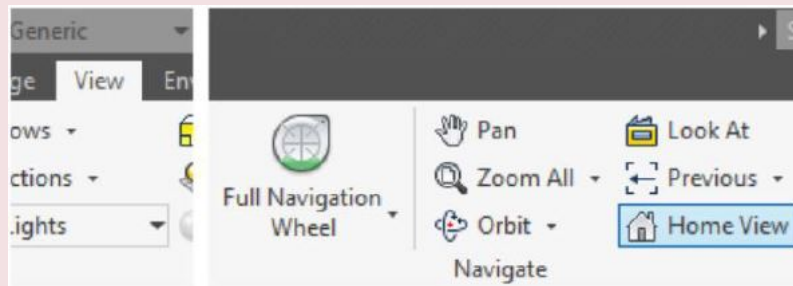 Generic
ge View En
ows
ctions
ights
S
Full Navigation
Wheel
Pan
Zoom All
Orbit
Look At
Previous
Home View
Navigate